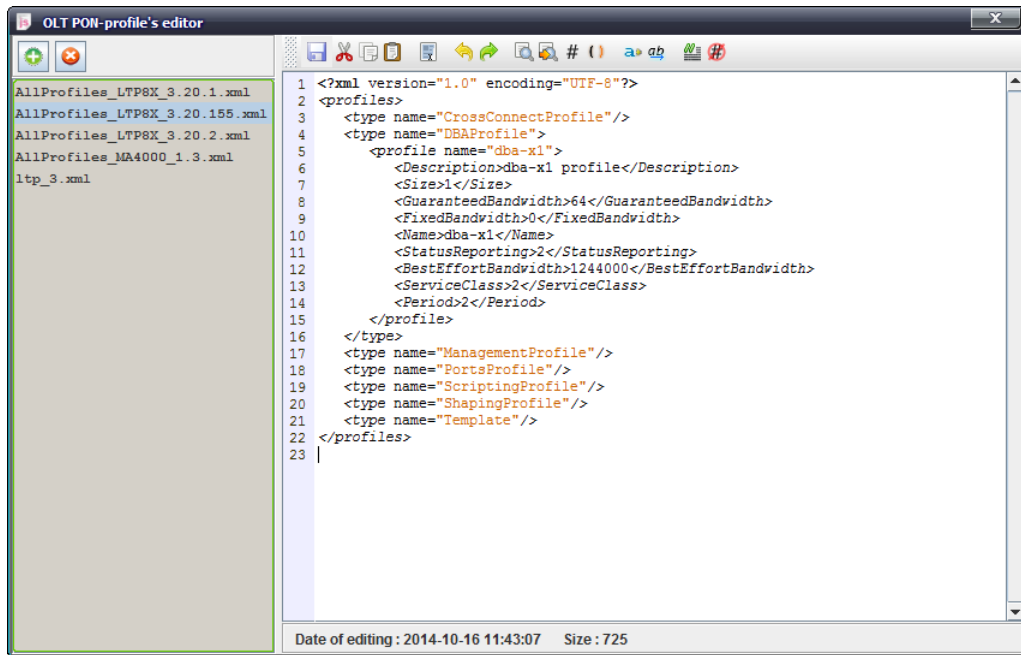 OLT PON-profile's editor
AllProfiles_LTP8X_3.20.1.xml
AllProfiles_LTP8X_3.20.155.xml
AllProfiles_LTP8X_3.20.2.xml
AllProfiles_MA4000_1.3.xml
ltp_3.xml
1 <?xml version="1.0" encoding="UTF-8"?>
2 <profiles>
3 <type name="CrossConnectProfile"/>
4 <type name="DBAProfile">
5 <profile name="dba-x1">
6 <Description>dba-x1 profile</Description>
7 <Size>1</Size>
8 <GuaranteedBandwidth>64</GuaranteedBandwidth>
9 <FixedBandwidth>0</FixedBandwidth>
10 <Name>dba-x1</Name>
11 <StatusReporting>2</StatusReporting>
12 <BestEffortBandwidth>1244000</BestEffortBandwidth>
13 <ServiceClass>2</ServiceClass>
14 <Period>2</Period>
15 </profile>
16 </type>
17 <type name="ManagementProfile"/>
18 <type name="PortsProfile"/>
19 <type name="ScriptingProfile"/>
20 <type name="ShapingProfile"/>
21 <type name="Template"/>
22 </profiles>
23
Date of editing : 2014-10-16 11:43:07 Size : 725